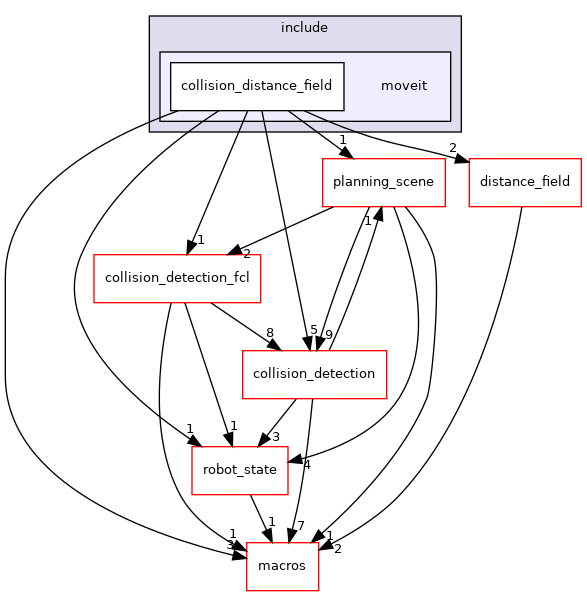 include
collision_distance_field
moveit
1
2
planning_scene
distance_field
1
1
2
collision_detection_fcl
8
5
9
collision_detection
1
1
3
4
robot_state
1
7
1
1
3
2
macros